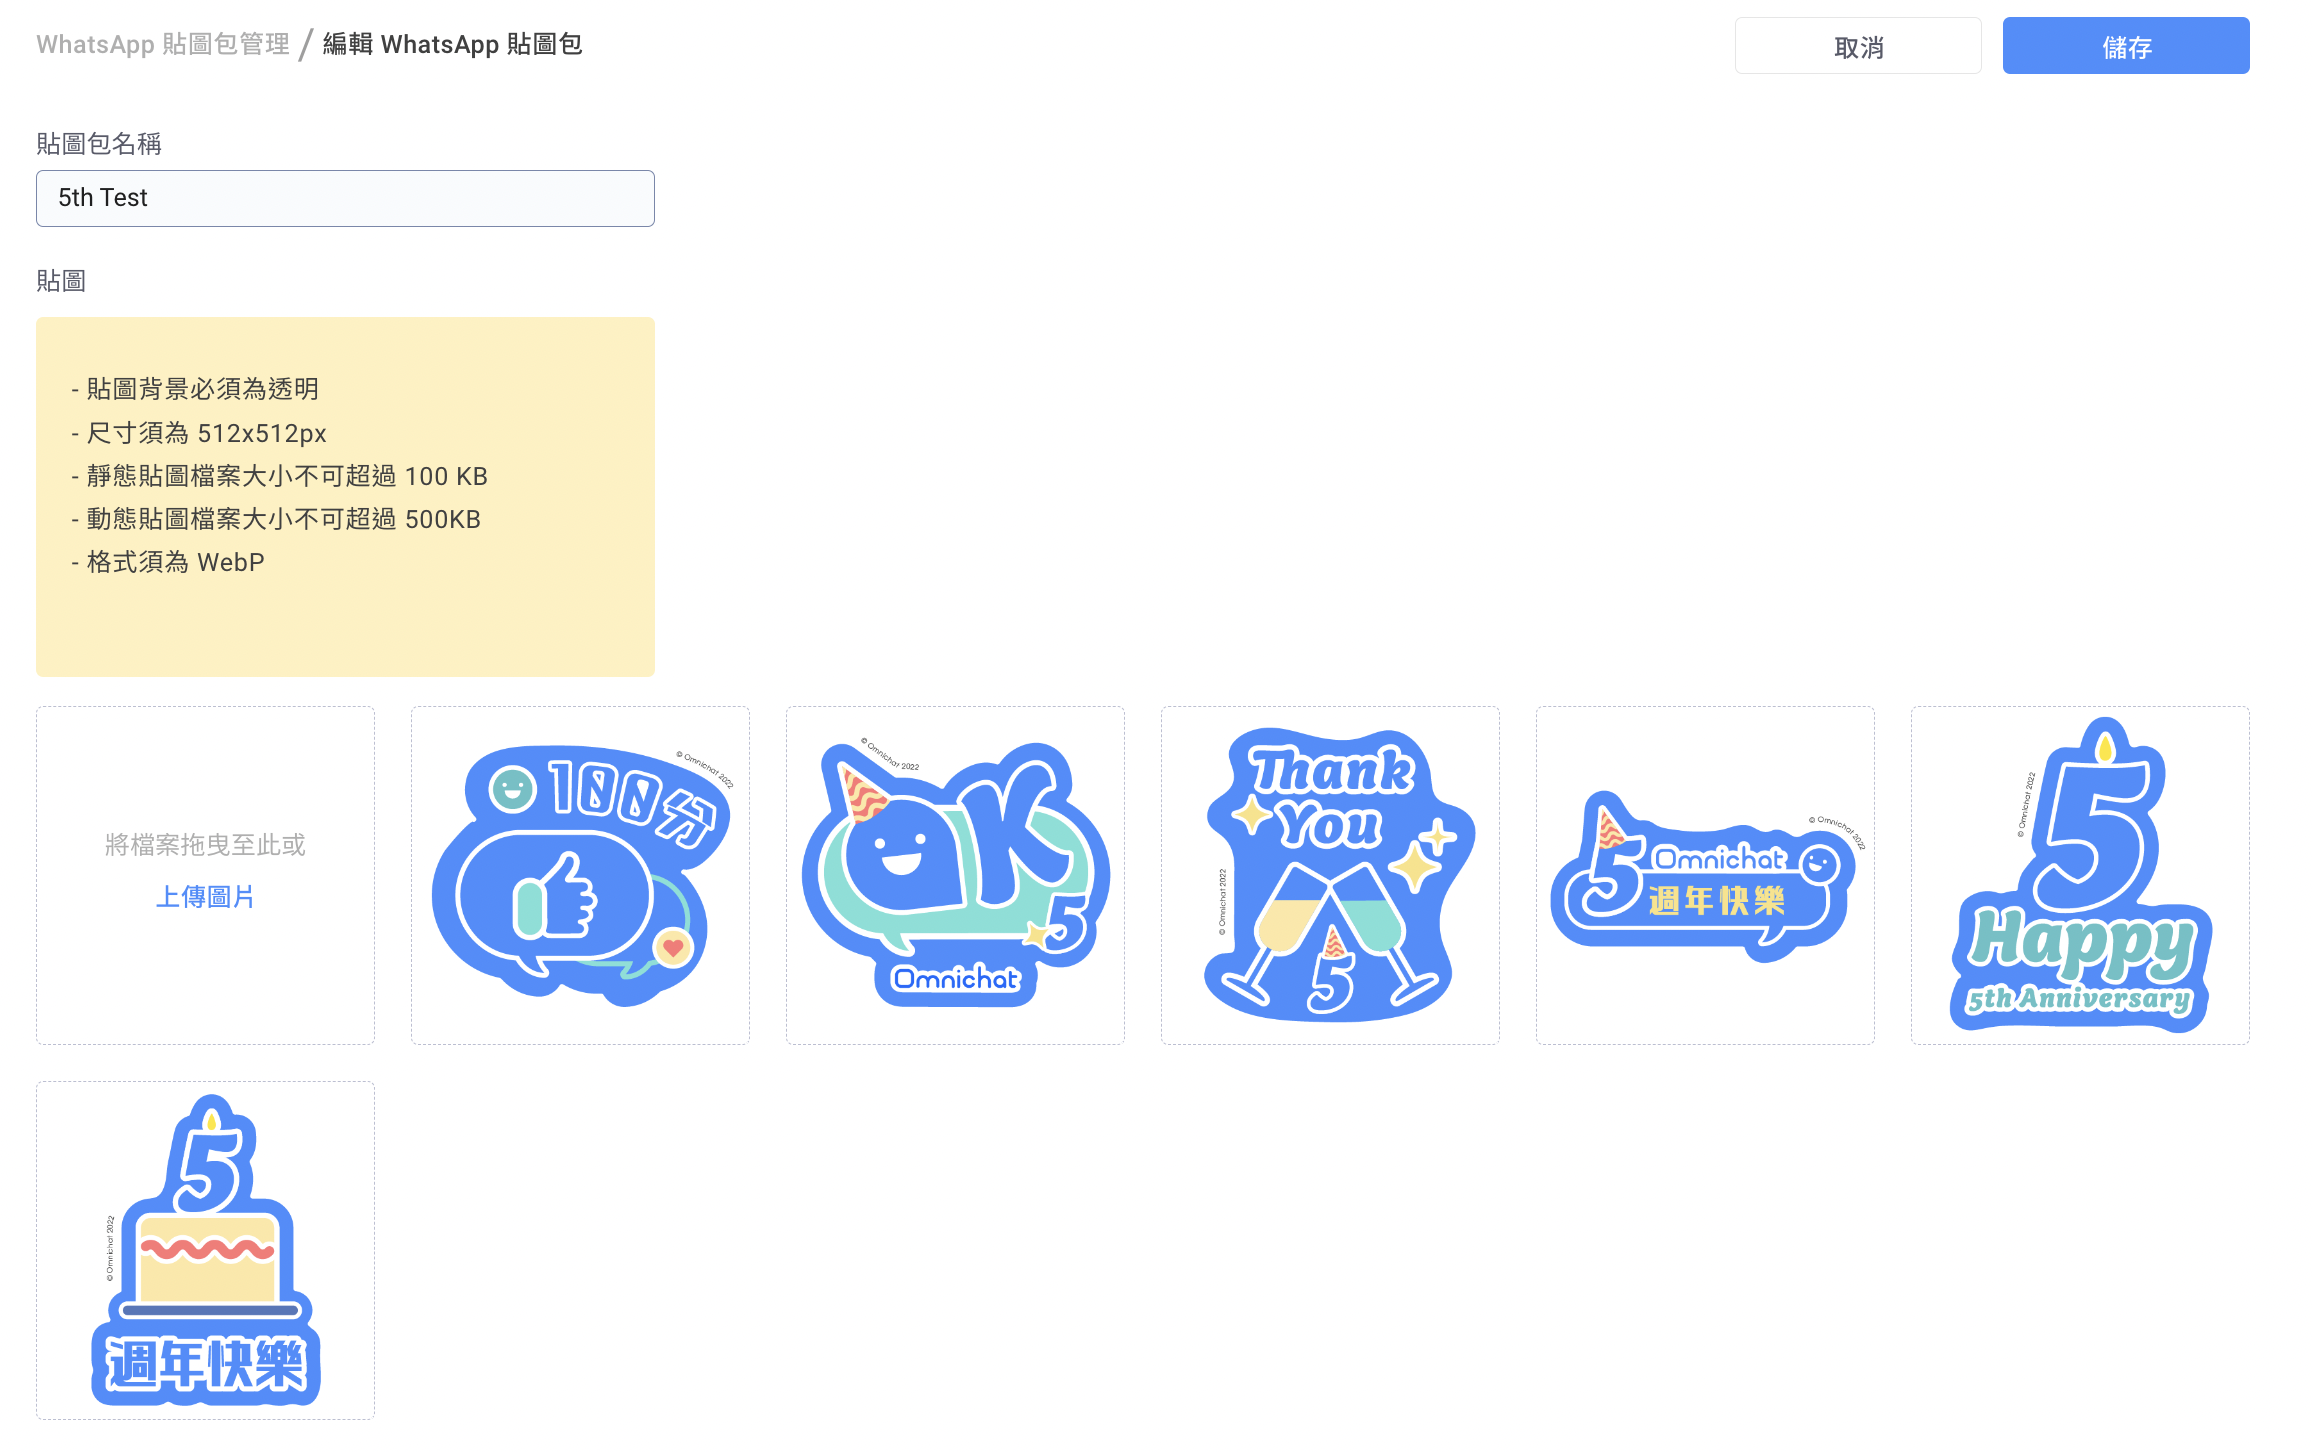 WhatsApp 貼圖包管理 / 編輯 WhatsApp 貼圖包
取消
儲存
貼圖包名稱
5th Test
貼圖
- 貼圖背景必須為透明
- 尺寸須為 512x512px
- 靜態貼圖檔案大小不可超過 100 KB
- 動態貼圖檔案大小不可超過 500KB
- 格式須為 WebP
將檔案拖曳至此或
上傳圖片
© Omnichat 2022
100分
© Omnichat 2022
OK
5
Omnichat
Thank
You
© Omnichat 2022
5
© Omnichat 2022
5
Omnichat
週年快樂
© Omnichat 2022
5
Happy
5th Anniversary
5
© Omnichat 2022
週年快樂